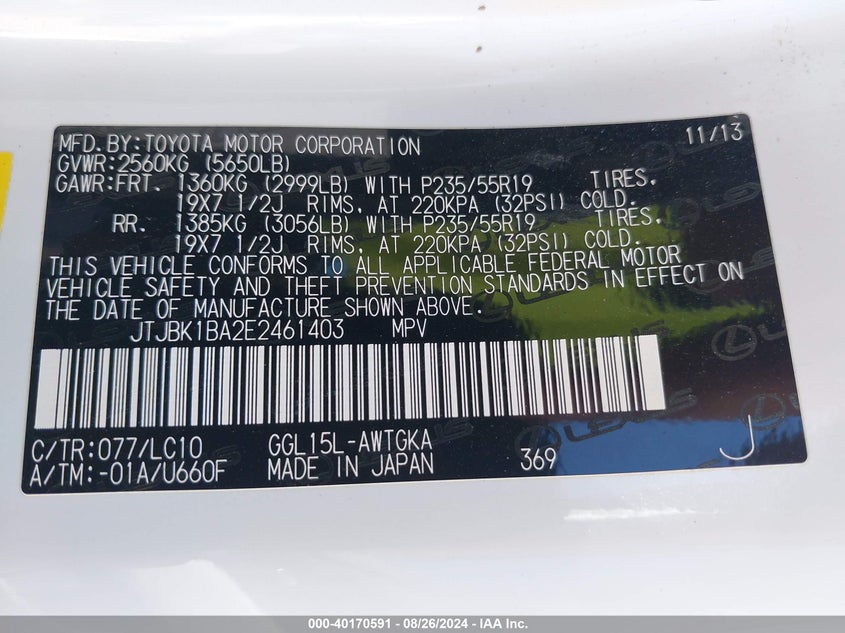 MFD.BY:TOYOTA MOTOR CORPORATION 11/13
GVWR:2560KG (5650LB)
GAWR:FRT. 1360KG (2999LB) WITH P235/55R19 TIRES.
19X7 1/2J RIMS, AT 220KPA (32PSI) COLD.
RR. 1385KG (3056LB) WITH P235/55R19 TIRES.
19X7 1/2J RIMS, AT 220KPA (32PSI) COLD.
THIS VEHICLE CONFORMS TO ALL APPLICABLE FEDERAL MOTOR
VEHICLE SAFETY AND THEFT PREVENTION STANDARDS IN EFFECT ON
THE DATE OF MANUFACTURE SHOWN ABOVE.
JTJBK1BA2E2461403 MPV
C/TR:077/LC10 GGL15L-AWTGKA
A/TM:-01A/U660F MADE IN JAPAN 369 J
LEXUS
000-40170591 - 08/26/2024 - IAA Inc.